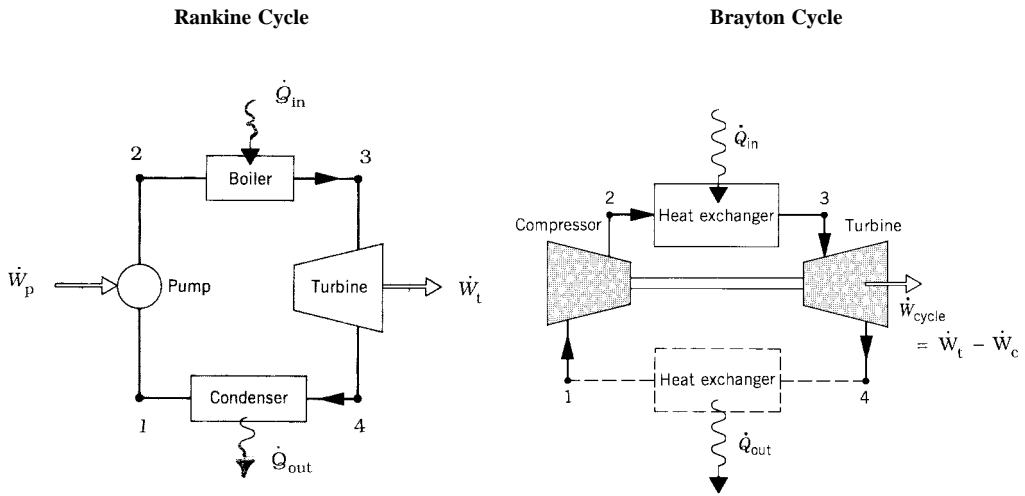 Rankine Cycle
Brayton Cycle
Q̇in
2
3
Boiler
Ẇp
Pump
Turbine
Ẇt
Condenser
1
4
Q̇out
Q̇in
2
3
Heat exchanger
Compressor
Turbine
Ẇcycle
= Ẇt − Ẇc
Heat exchanger
1
4
Q̇out